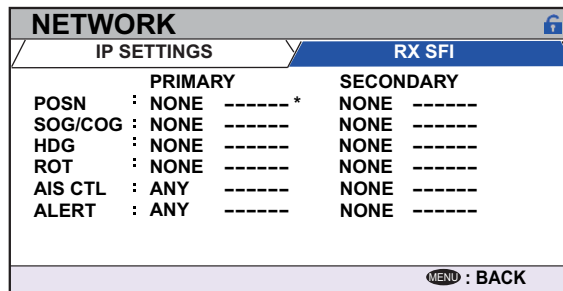 NETWORK
IP SETTINGS RX SFI
PRIMARY SECONDARY
POSN : NONE ------ * NONE ------
SOG/COG : NONE ------ NONE ------
HDG : NONE ------ NONE ------
ROT : NONE ------ NONE ------
AIS CTL : ANY ------ NONE ------
ALERT : ANY ------ NONE ------
MENU : BACK